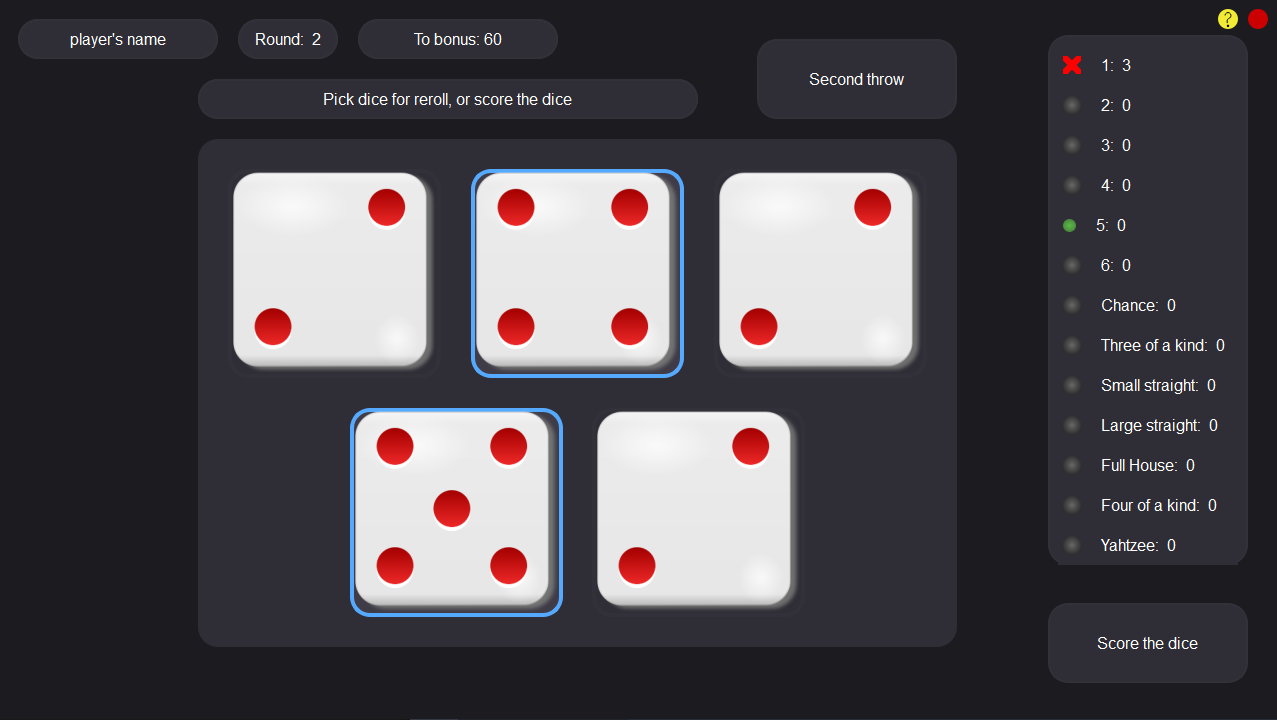 player's name
Round: 2
To bonus: 60
?
Second throw
Pick dice for reroll, or score the dice
1: 3
2: 0
3: 0
4: 0
5: 0
6: 0
Chance: 0
Three of a kind: 0
Small straight: 0
Large straight: 0
Full House: 0
Four of a kind: 0
Yahtzee: 0
Score the dice